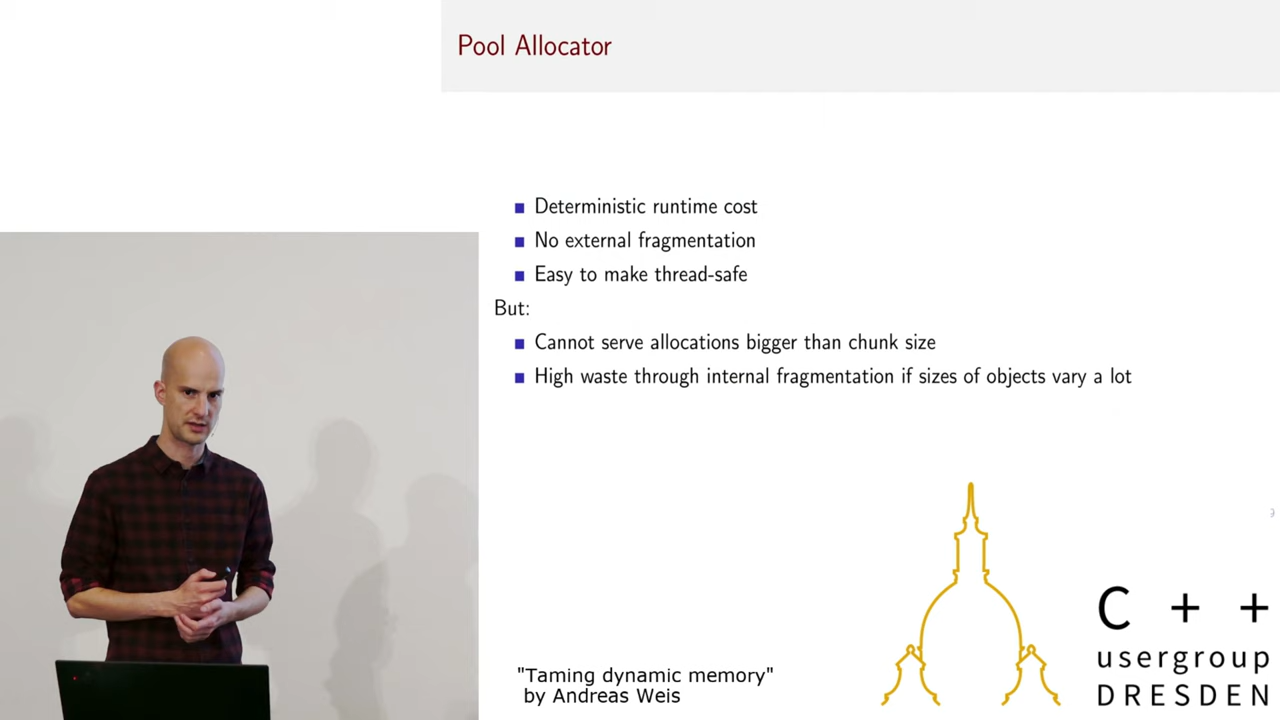 Pool Allocator
Deterministic runtime cost
No external fragmentation
Easy to make thread-safe
But:
Cannot serve allocations bigger than chunk size
High waste through internal fragmentation if sizes of objects vary a lot
9
C + +
usergroup
DRESDEN
"Taming dynamic memory"
by Andreas Weis